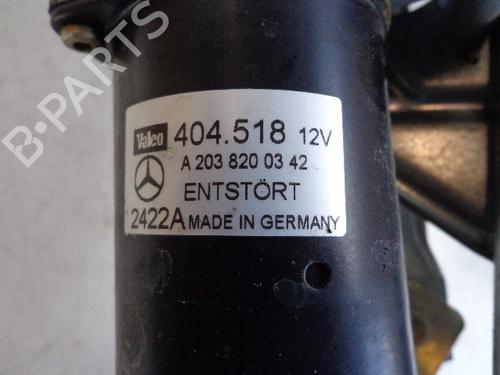 B-PARTS
Valeo 404.518 12V
A 203 820 03 42
ENTSTÖRT
2422A MADE IN GERMANY